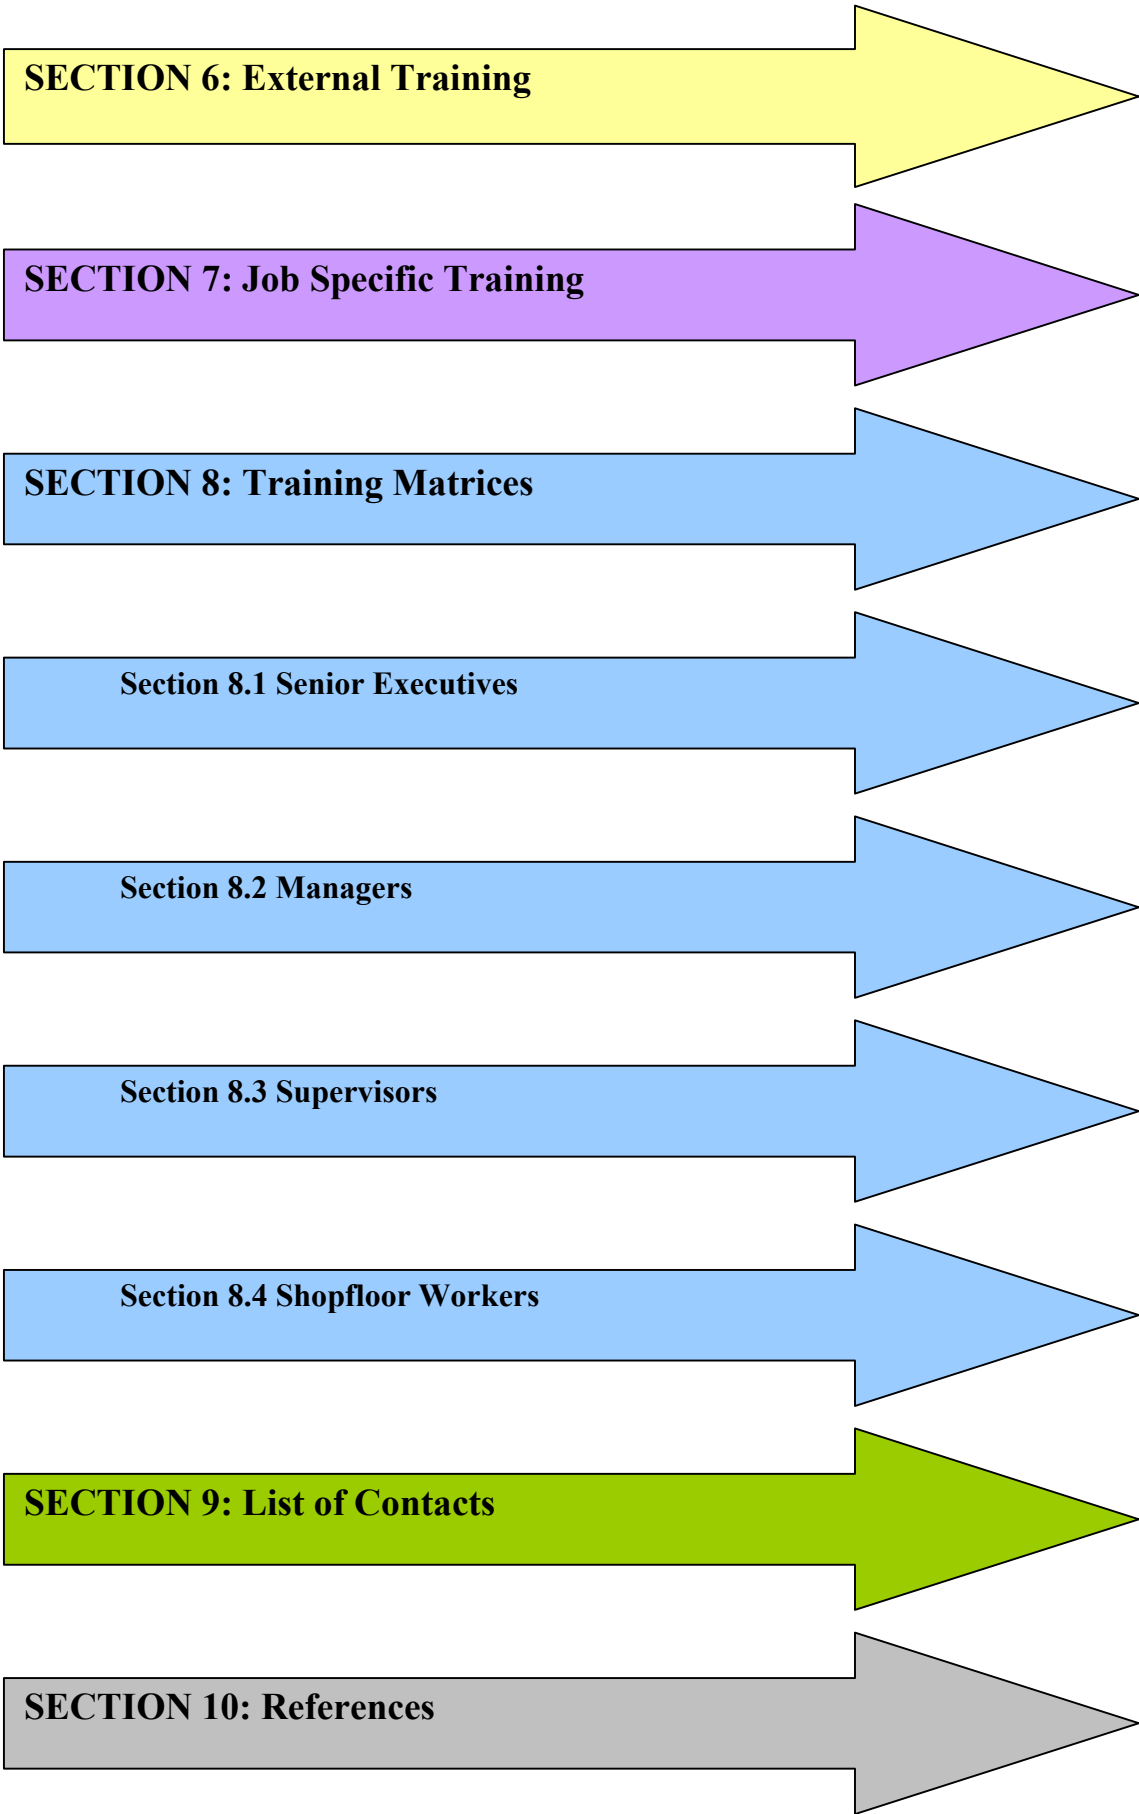 SECTION 6: External Training
SECTION 7: Job Specific Training
SECTION 8: Training Matrices
Section 8.1 Senior Executives
Section 8.2 Managers
Section 8.3 Supervisors
Section 8.4 Shopfloor Workers
SECTION 9: List of Contacts
SECTION 10: References